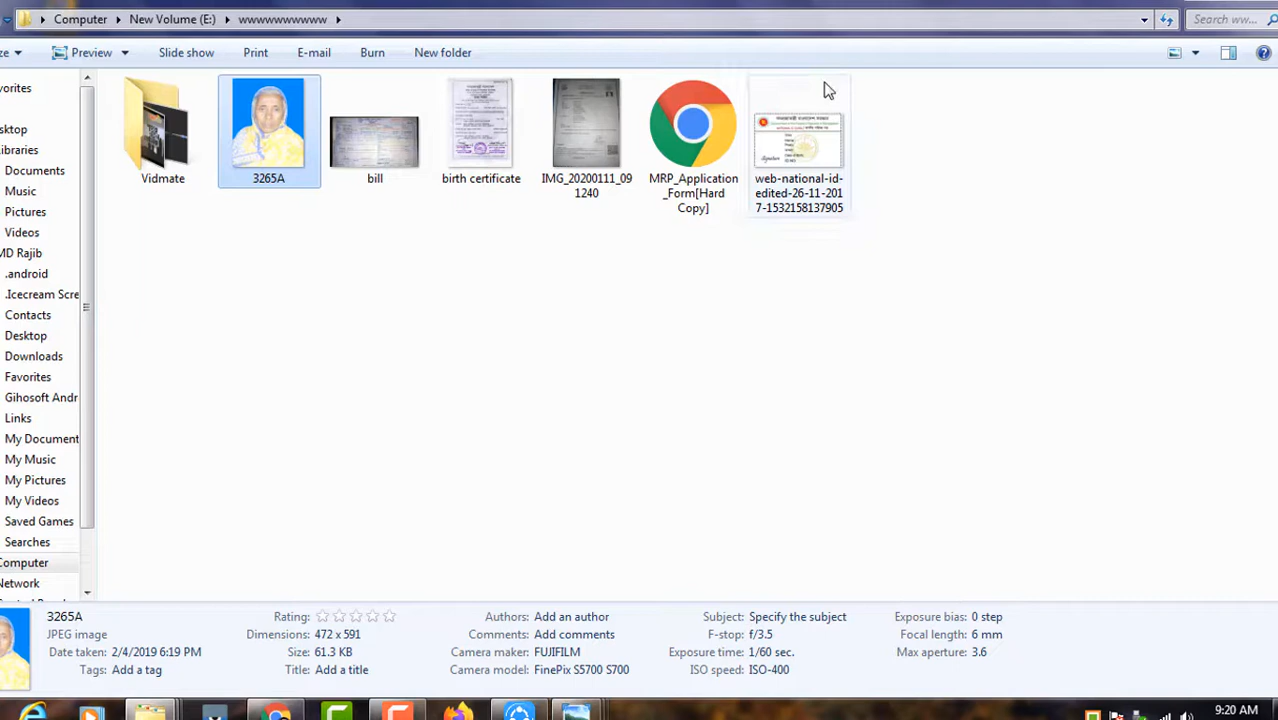 Computer ▸ New Volume (E:) ▸ wwwwwwwwwww ▸
Search ww...
ze Preview Slide show Print E-mail Burn New folder
vorites
sktop
ibraries
Documents
Music
Pictures
Videos
MD Rajib
.android
.Icecream Scre
Contacts
Desktop
Downloads
Favorites
Gihosoft Andr
Links
My Document
My Music
My Pictures
My Videos
Saved Games
Searches
Computer
Network
Vidmate
3265A
bill
birth certificate
IMG_20200111_09
1240
MRP_Application
_Form[Hard
Copy]
web-national-id-
edited-26-11-201
7-1532158137905
3265A
JPEG image
Date taken: 2/4/2019 6:19 PM
Tags: Add a tag
Rating:
Dimensions: 472 x 591
Size: 61.3 KB
Title: Add a title
Authors: Add an author
Comments: Add comments
Camera maker: FUJIFILM
Camera model: FinePix S5700 S700
Subject: Specify the subject
F-stop: f/3.5
Exposure time: 1/60 sec.
ISO speed: ISO-400
Exposure bias: 0 step
Focal length: 6 mm
Max aperture: 3.6
9:20 AM